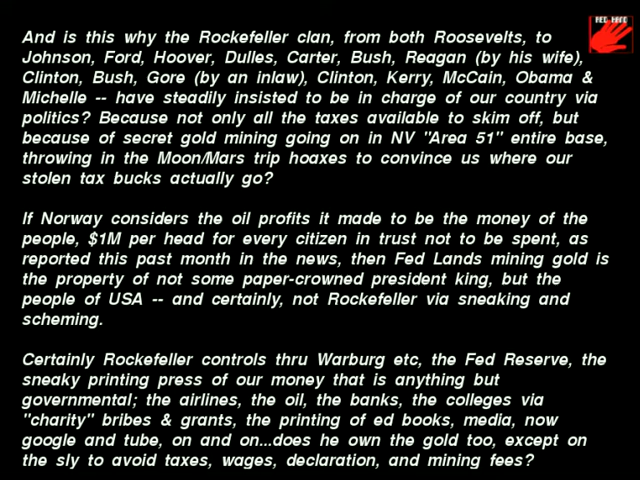 RED HAND
And is this why the Rockefeller clan, from both Roosevelts, to
Johnson, Ford, Hoover, Dulles, Carter, Bush, Reagan (by his wife),
Clinton, Bush, Gore (by an inlaw), Clinton, Kerry, McCain, Obama &
Michelle -- have steadily insisted to be in charge of our country via
politics? Because not only all the taxes available to skim off, but
because of secret gold mining going on in NV "Area 51" entire base,
throwing in the Moon/Mars trip hoaxes to convince us where our
stolen tax bucks actually go?
If Norway considers the oil profits it made to be the money of the
people, $1M per head for every citizen in trust not to be spent, as
reported this past month in the news, then Fed Lands mining gold is
the property of not some paper-crowned president king, but the
people of USA -- and certainly, not Rockefeller via sneaking and
scheming.
Certainly Rockefeller controls thru Warburg etc, the Fed Reserve, the
sneaky printing press of our money that is anything but
governmental; the airlines, the oil, the banks, the colleges via
"charity" bribes & grants, the printing of ed books, media, now
google and tube, on and on...does he own the gold too, except on
the sly to avoid taxes, wages, declaration, and mining fees?